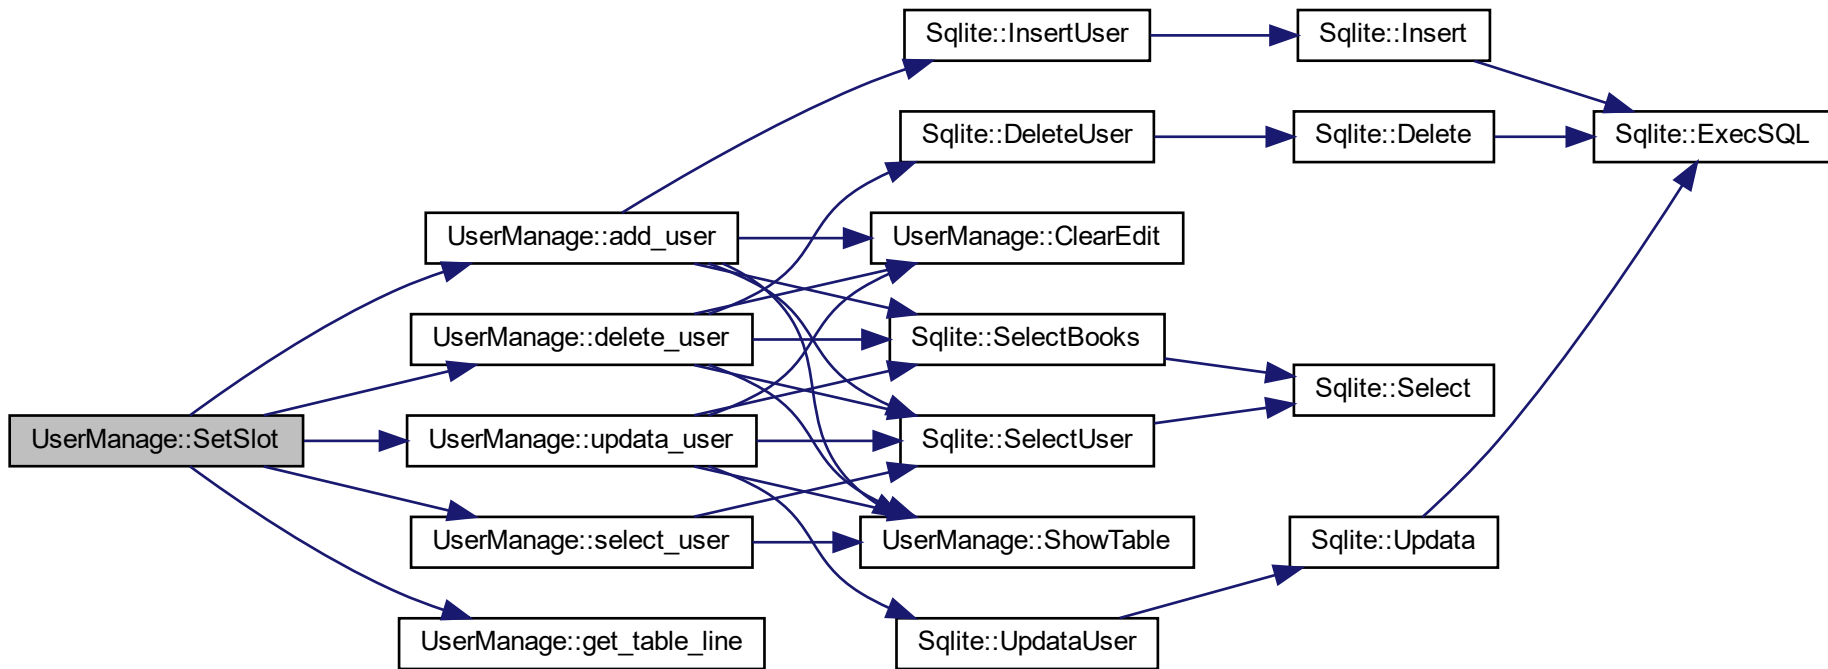 Sqlite::InsertUser
Sqlite::Insert
Sqlite::DeleteUser
Sqlite::Delete
Sqlite::ExecSQL
UserManage::add_user
UserManage::ClearEdit
UserManage::delete_user
Sqlite::SelectBooks
Sqlite::Select
UserManage::SetSlot
UserManage::updata_user
Sqlite::SelectUser
UserManage::select_user
UserManage::ShowTable
Sqlite::Updata
UserManage::get_table_line
Sqlite::UpdataUser